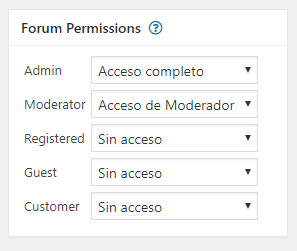 Forum Permissions ?
Admin Acceso completo
Moderator Acceso de Moderador
Registered Sin acceso
Guest Sin acceso
Customer Sin acceso